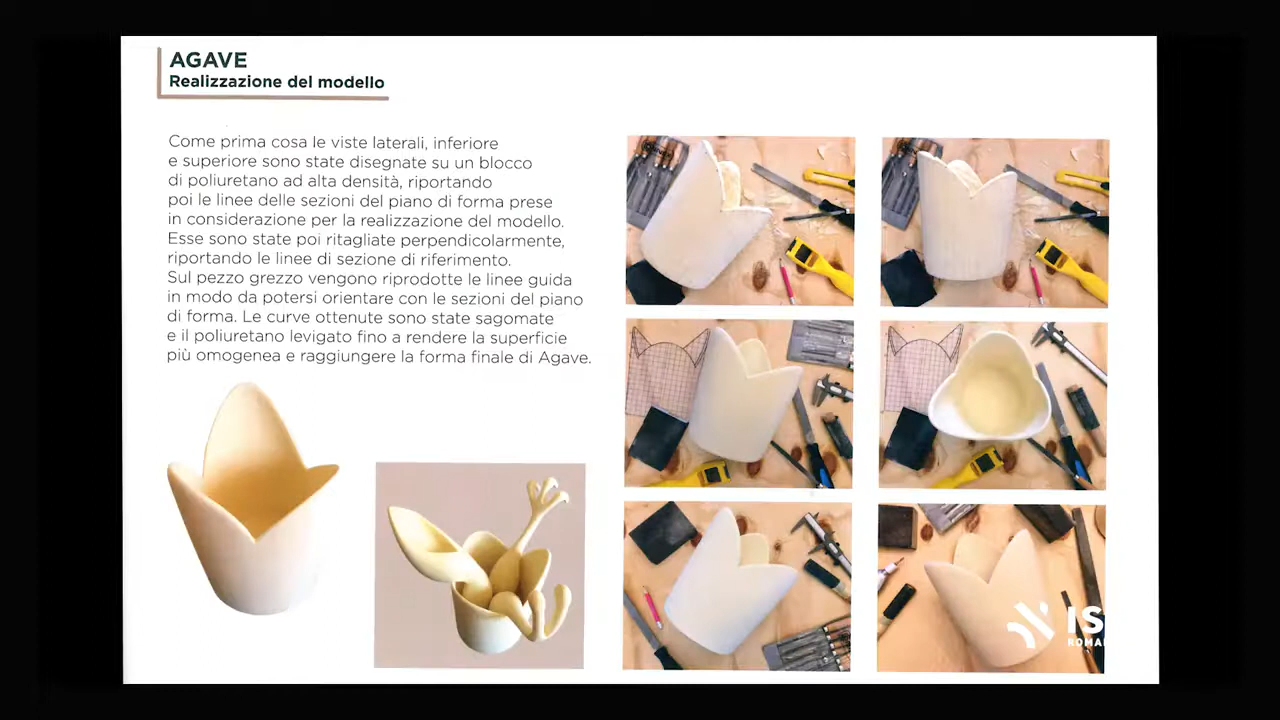 AGAVE
Realizzazione del modello
Come prima cosa le viste laterali, inferiore
e superiore sono state disegnate su un blocco
di poliuretano ad alta densità, riportando
poi le linee delle sezioni del piano di forma prese
in considerazione per la realizzazione del modello.
Esse sono state poi ritagliate perpendicolarmente,
riportando le linee di sezione di riferimento.
Sul pezzo grezzo vengono riprodotte le linee guida
in modo da potersi orientare con le sezioni del piano
di forma. Le curve ottenute sono state sagomate
e il poliuretano levigato fino a rendere la superficie
più omogenea e raggiungere la forma finale di Agave.
IS
ROMA